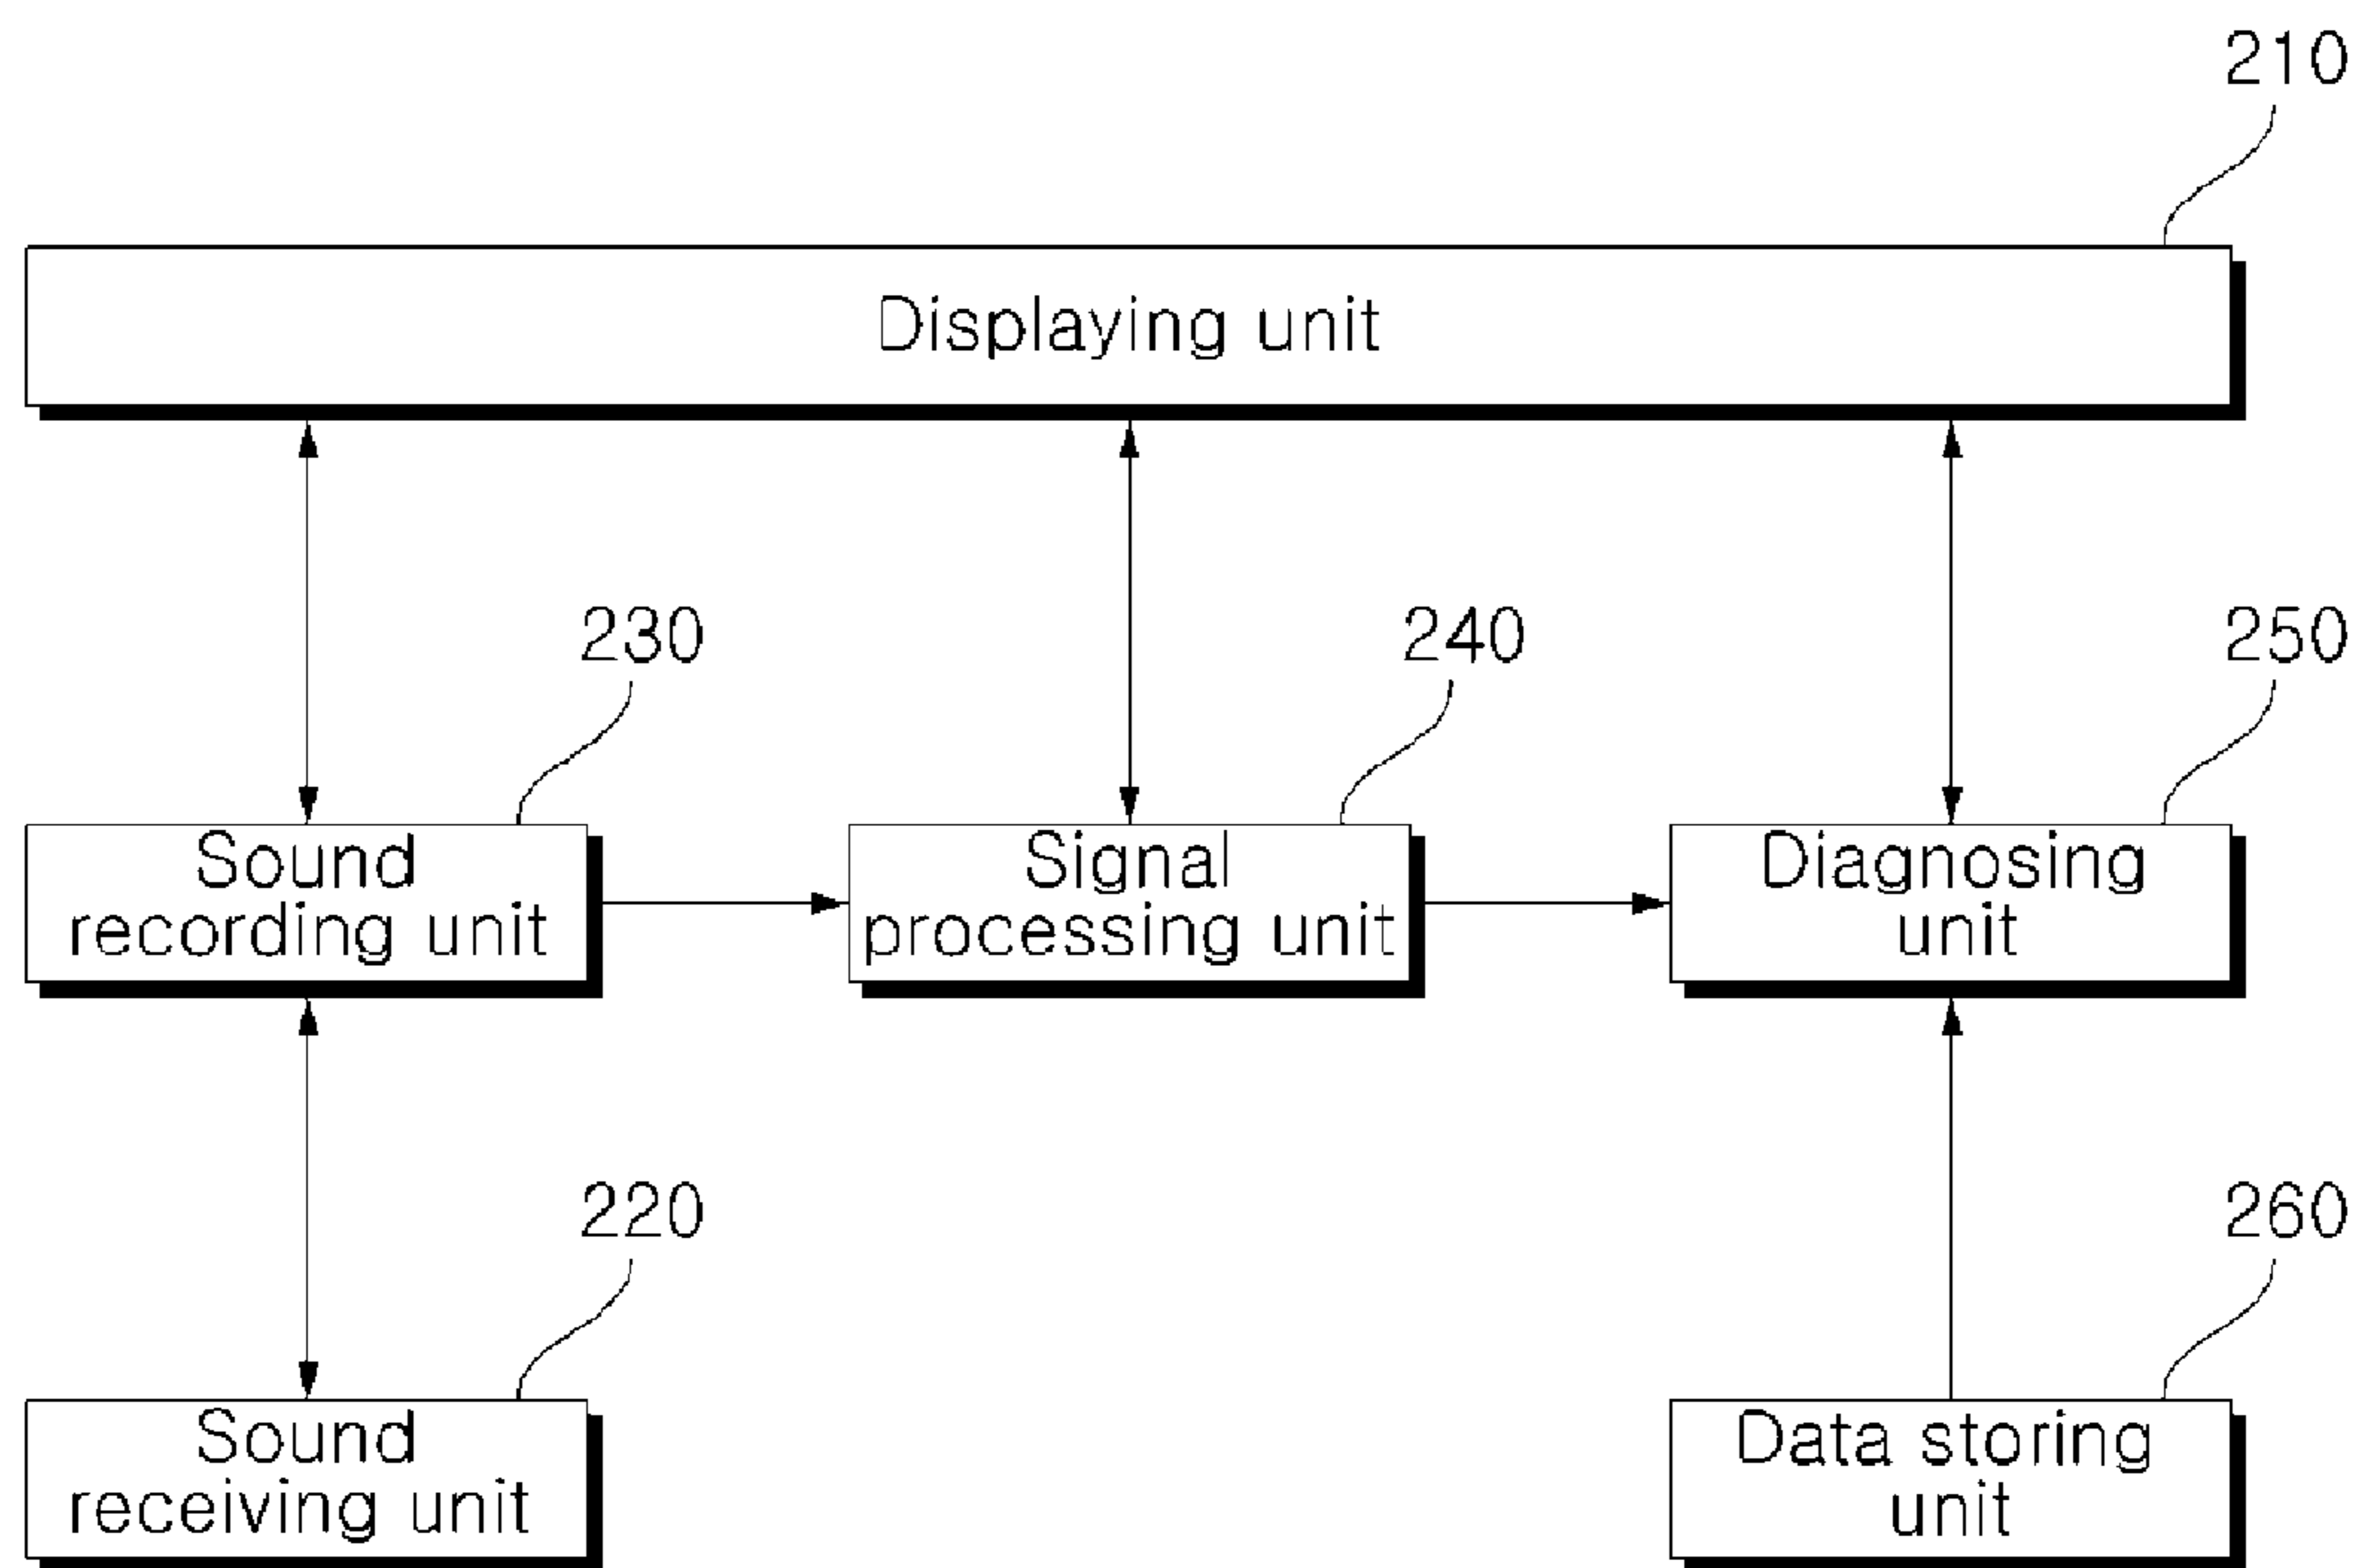 210
Displaying unit
230
240
250
Sound
recording unit
Signal
processing unit
Diagnosing
unit
220
260
Sound
receiving unit
Data storing
unit